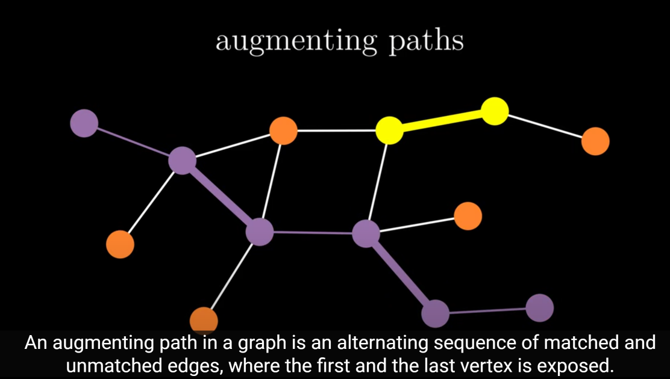 augmenting paths
An augmenting path in a graph is an alternating sequence of matched and
unmatched edges, where the first and the last vertex is exposed.